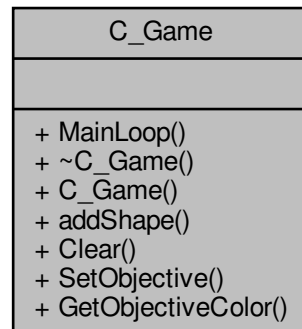 C_Game
+ MainLoop()
+ ~C_Game()
+ C_Game()
+ addShape()
+ Clear()
+ SetObjective()
+ GetObjectiveColor()